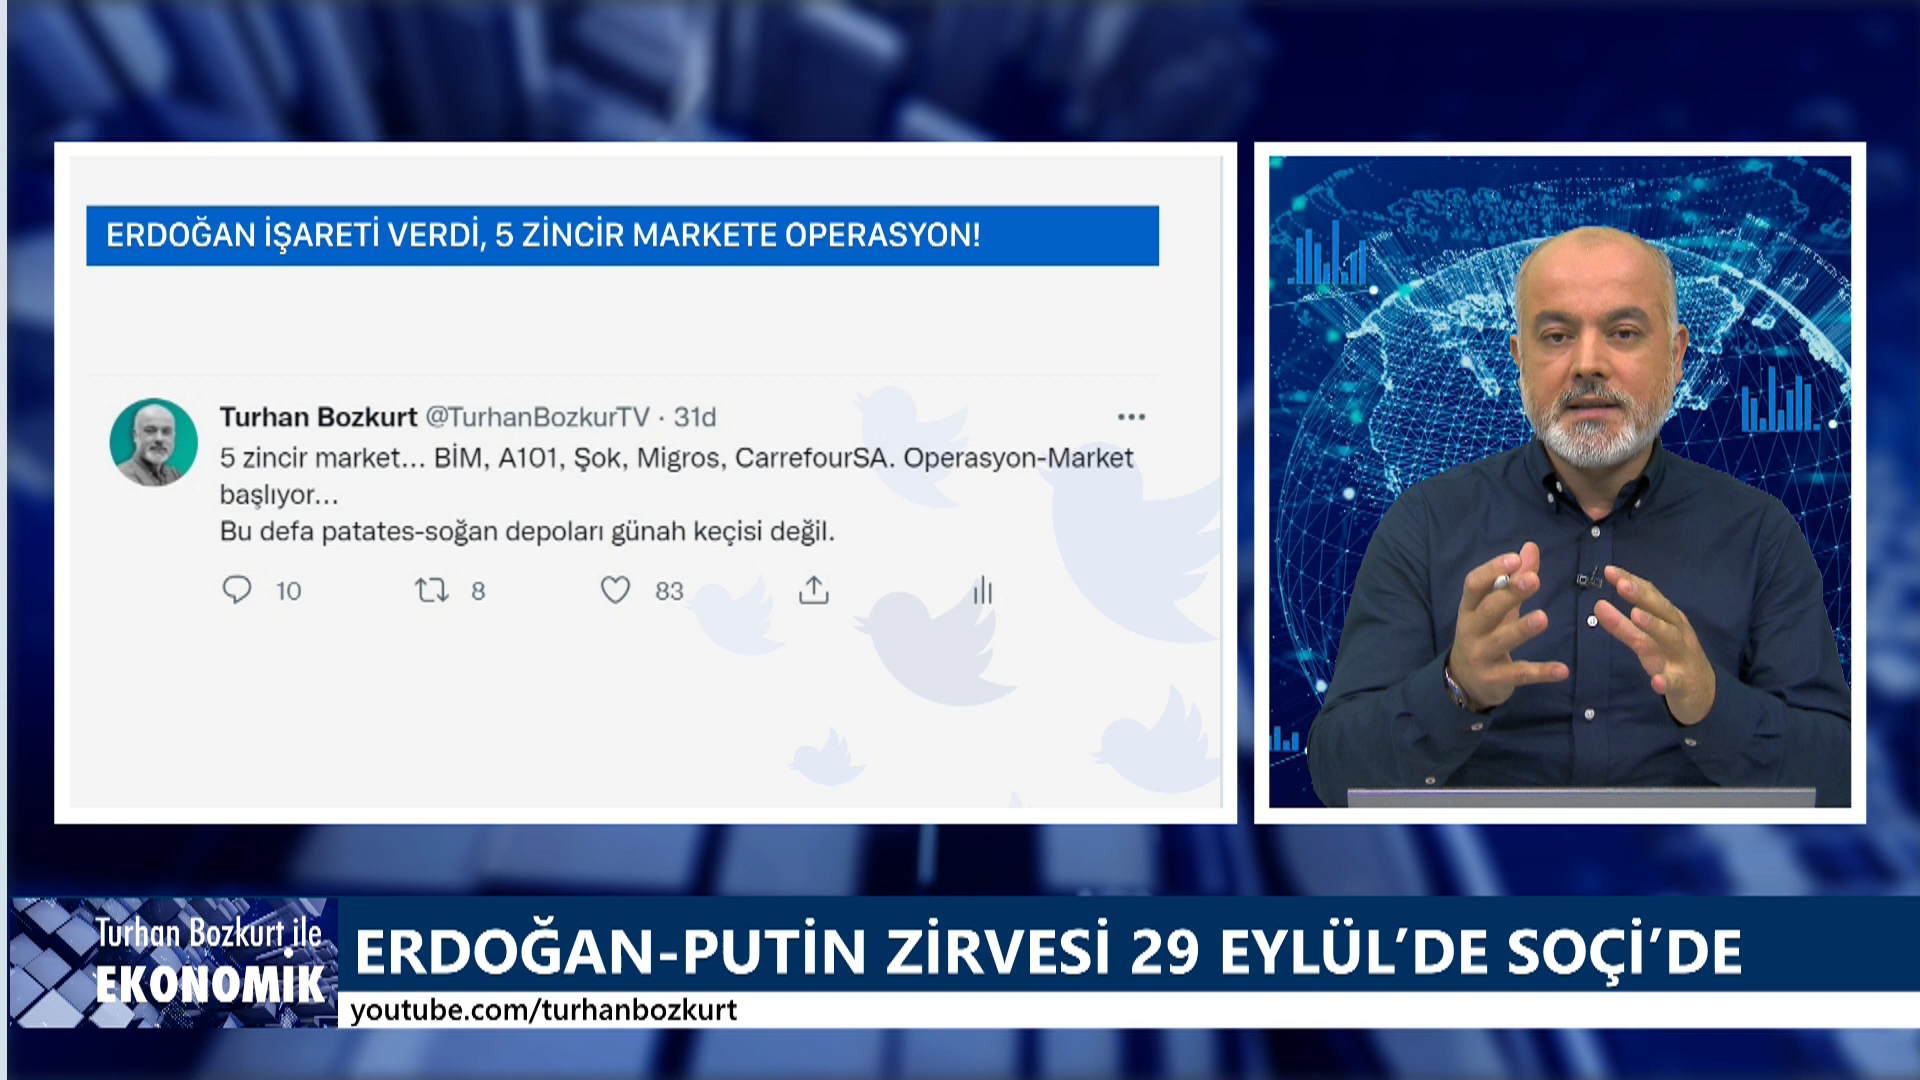 ERDOĞAN İŞARETİ VERDİ, 5 ZİNCİR MARKETE OPERASYON!
Turhan Bozkurt @TurhanBozkurTV · 31d
5 zincir market... BİM, A101, Şok, Migros, CarrefourSA. Operasyon-Market
başlıyor...
Bu defa patates-soğan depoları günah keçisi değil.
10 8 83
Turhan Bozkurt ile
EKONOMİK
ERDOĞAN-PUTİN ZİRVESİ 29 EYLÜL’DE SOÇİ’DE
youtube.com/turhanbozkurt